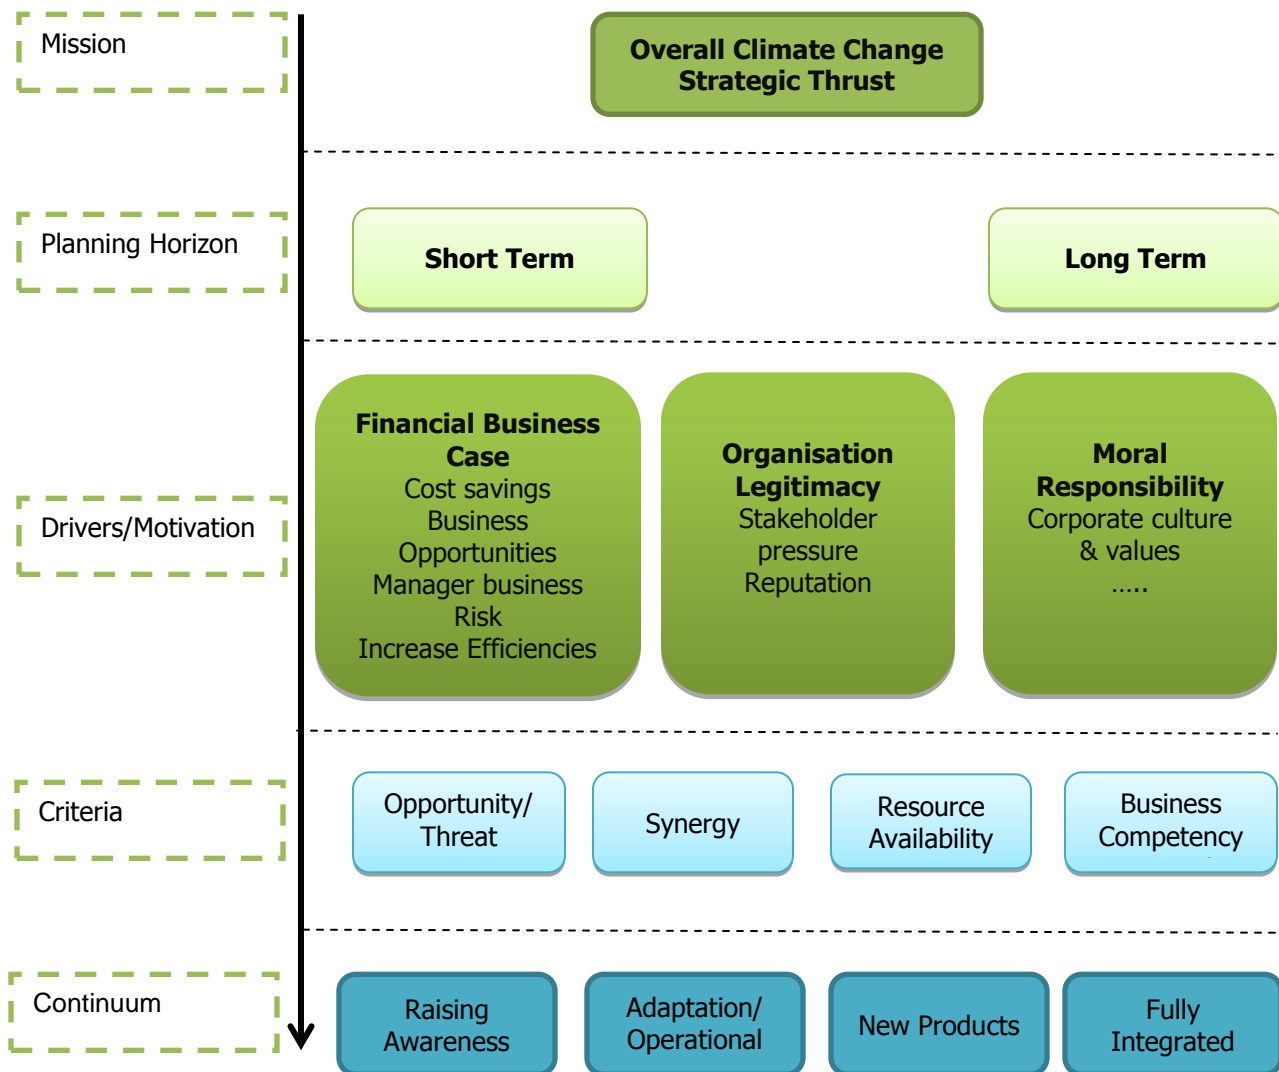 Mission
Overall Climate Change
Strategic Thrust
Planning Horizon
Short Term
Long Term
Drivers/Motivation
Financial Business
Case
Cost savings
Business
Opportunities
Manager business
Risk
Increase Efficiencies
Organisation
Legitimacy
Stakeholder
pressure
Reputation
Moral
Responsibility
Corporate culture
& values
…..
Criteria
Opportunity/
Threat
Synergy
Resource
Availability
Business
Competency
Continuum
Raising
Awareness
Adaptation/
Operational
New Products
Fully
Integrated